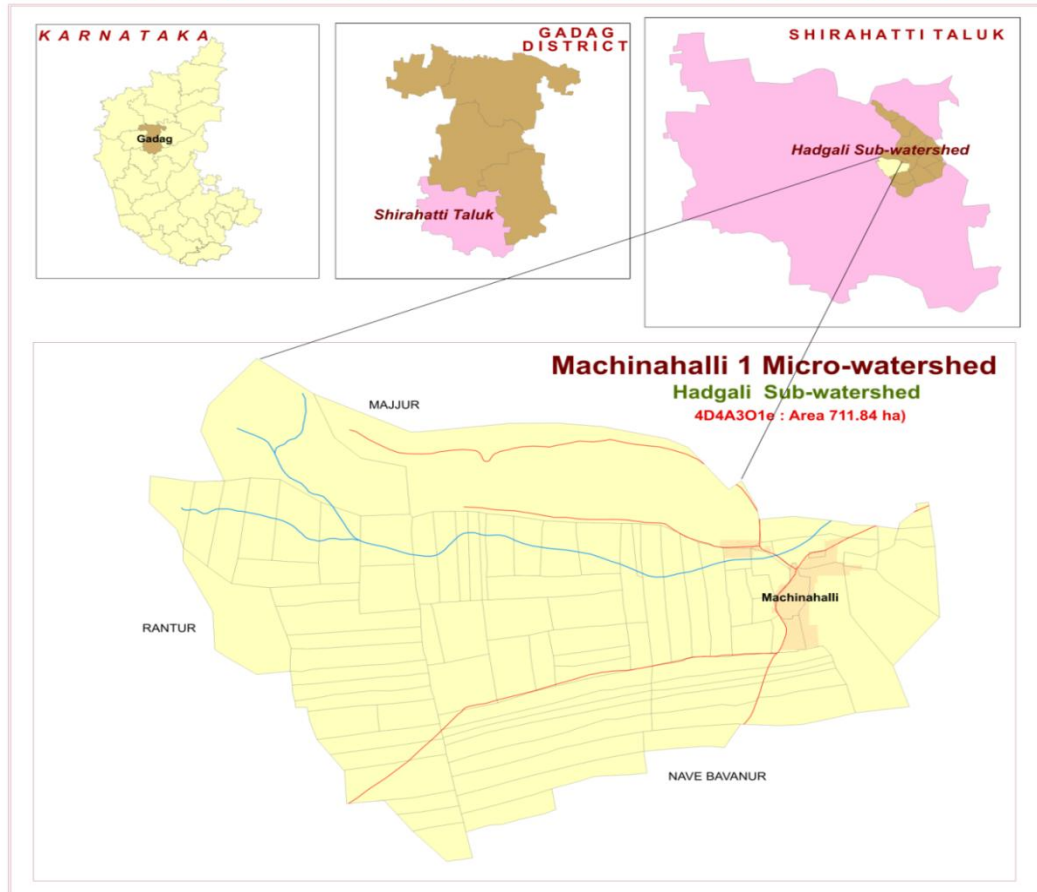 KARNATAKA
Gadag
GADAG
DISTRICT
Shirahatti Taluk
SHIRAHATTI TALUK
Hadgali Sub-watershed
Machinahalli 1 Micro-watershed
Hadgali Sub-watershed
4D4A3O1e : Area 711.84 ha)
MAJJUR
RANTUR
Machinahalli
NAVE BAVANUR